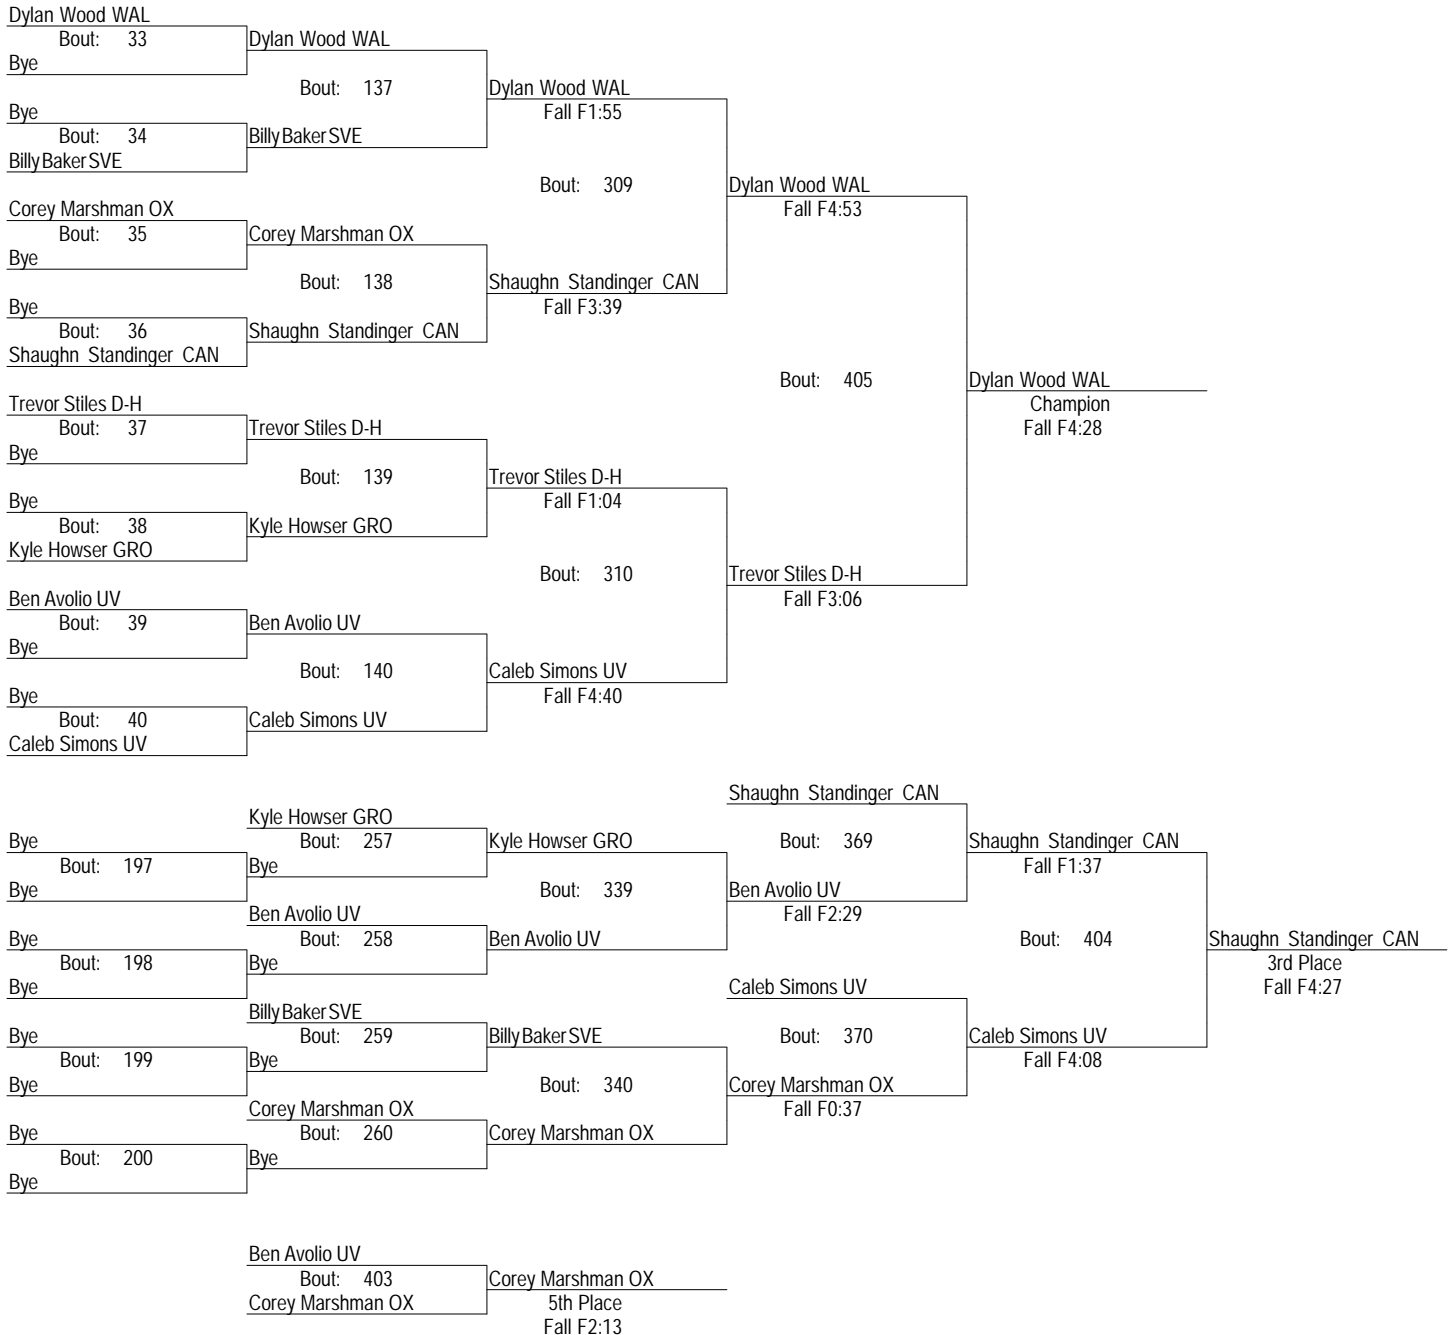 Dylan Wood WAL
Bout: 33
Bye
Bye
Bout: 34
Billy Baker SVE
Corey Marshman OX
Bout: 35
Bye
Bye
Bout: 36
Shaughn Standinger CAN
Trevor Stiles D-H
Bout: 37
Bye
Bye
Bout: 38
Kyle Howser GRO
Ben Avolio UV
Bout: 39
Bye
Bye
Bout: 40
Caleb Simons UV
Dylan Wood WAL
Bout: 137
Billy Baker SVE
Corey Marshman OX
Bout: 138
Shaughn Standinger CAN
Trevor Stiles D-H
Bout: 139
Kyle Howser GRO
Ben Avolio UV
Bout: 140
Caleb Simons UV
Dylan Wood WAL
Fall F1:55
Bout: 309
Shaughn Standinger CAN
Fall F3:39
Trevor Stiles D-H
Fall F1:04
Bout: 310
Caleb Simons UV
Fall F4:40
Dylan Wood WAL
Fall F4:53
Bout: 405
Trevor Stiles D-H
Fall F3:06
Dylan Wood WAL
Champion
Fall F4:28
Bye
Bout: 197
Bye
Bye
Bout: 198
Bye
Bye
Bout: 199
Bye
Bye
Bout: 200
Bye
Kyle Howser GRO
Bout: 257
Bye
Ben Avolio UV
Bout: 258
Bye
Billy Baker SVE
Bout: 259
Bye
Corey Marshman OX
Bout: 260
Bye
Kyle Howser GRO
Bout: 339
Ben Avolio UV
Billy Baker SVE
Bout: 340
Corey Marshman OX
Shaughn Standinger CAN
Bout: 369
Ben Avolio UV
Fall F2:29
Caleb Simons UV
Bout: 370
Corey Marshman OX
Fall F0:37
Shaughn Standinger CAN
Fall F1:37
Bout: 404
Caleb Simons UV
Fall F4:08
Shaughn Standinger CAN
3rd Place
Fall F4:27
Ben Avolio UV
Bout: 403
Corey Marshman OX
Corey Marshman OX
5th Place
Fall F2:13